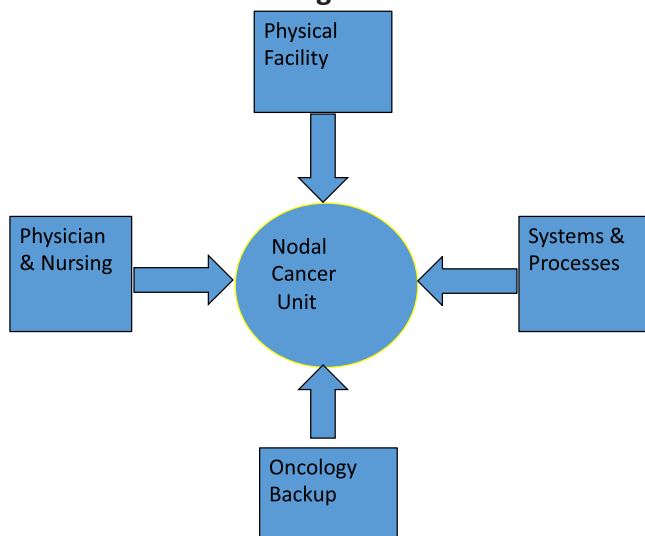 Physical
Facility
Physician
& Nursing
Nodal
Cancer
Unit
Systems &
Processes
Oncology
Backup